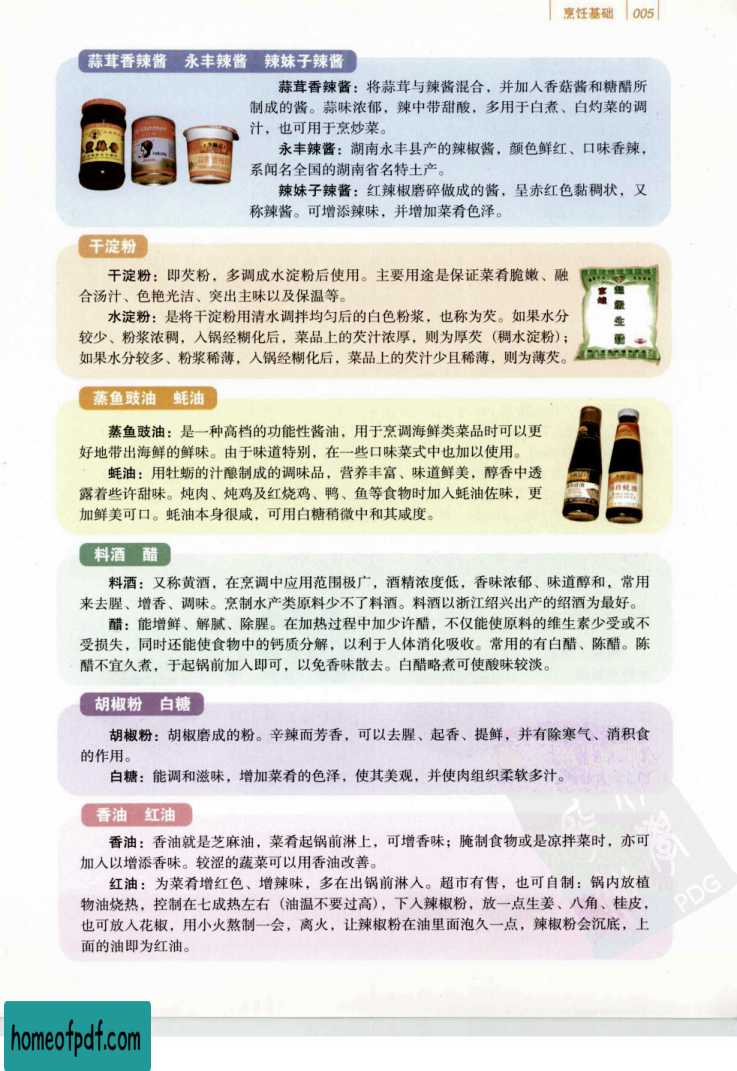 烹饪基础 005
蒜茸香辣酱 永丰辣酱 辣妹子辣酱
蒜茸香辣酱：将蒜茸与辣酱混合，并加入香菇酱和糖醋所
制成的酱。蒜味浓郁，辣中带甜酸，多用于白煮、白灼菜的调
汁，也可用于烹炒菜。
永丰辣酱：湖南永丰县产的辣椒酱，颜色鲜红、口味香辣，
系闻名全国的湖南省名特土产。
辣妹子辣酱：红辣椒磨碎做成的酱，呈赤红色黏稠状，又
称辣酱。可增添辣味，并增加菜肴色泽。
干淀粉
干淀粉：即芡粉，多调成水淀粉后使用。主要用途是保证菜肴脆嫩、融
合汤汁、色艳光洁、突出主味以及保温等。
水淀粉：是将干淀粉用清水调拌均匀后的白色粉浆，也称为芡。如果水分
较少、粉浆浓稠，入锅经糊化后，菜品上的芡汁浓厚，则为厚芡（稠水淀粉）；
如果水分较多、粉浆稀薄，入锅经糊化后，菜品上的芡汁少且稀薄，则为薄芡。
生粉
蒸鱼豉油 蚝油
蒸鱼豉油：是一种高档的功能性酱油，用于烹调海鲜类菜品时可以更
好地带出海鲜的鲜味。由于味道特别，在一些口味菜式中也加以使用。
蚝油：用牡蛎的汁酿制成的调味品，营养丰富、味道鲜美，醇香中透
露着些许甜味。炖肉、炖鸡及红烧鸡、鸭、鱼等食物时加入蚝油佐味，更
加鲜美可口。蚝油本身很咸，可用白糖稍微中和其咸度。
料酒 醋
料酒：又称黄酒，在烹调中应用范围极广，酒精浓度低，香味浓郁、味道醇和，常用
来去腥、增香、调味。烹制水产类原料少不了料酒。料酒以浙江绍兴出产的绍酒为最好。
醋：能增鲜、解腻、除腥。在加热过程中加少许醋，不仅能使原料的维生素少受或不
受损失，同时还能使食物中的钙质分解，以利于人体消化吸收。常用的有白醋、陈醋。陈
醋不宜久煮，于起锅前加入即可，以免香味散去。白醋略煮可使酸味较淡。
胡椒粉 白糖
胡椒粉：胡椒磨成的粉。辛辣而芳香，可以去腥、起香、提鲜，并有除寒气、消积食
的作用。
白糖：能调和滋味，增加菜肴的色泽，使其美观，并使肉组织柔软多汁。
香油 红油
香油：香油就是芝麻油，菜肴起锅前淋上，可增香味；腌制食物或是凉拌菜时，亦可
加入以增添香味。较涩的蔬菜可以用香油改善。
红油：为菜肴增红色、增辣味，多在出锅前淋入。超市有售，也可自制：锅内放植
物油烧热，控制在七成热左右（油温不要过高），下入辣椒粉，放一点生姜、八角、桂皮，
也可放入花椒，用小火熬制一会，离火，让辣椒粉在油里面泡久一点，辣椒粉会沉底，上
面的油即为红油。
PDG
homeofpdf.com